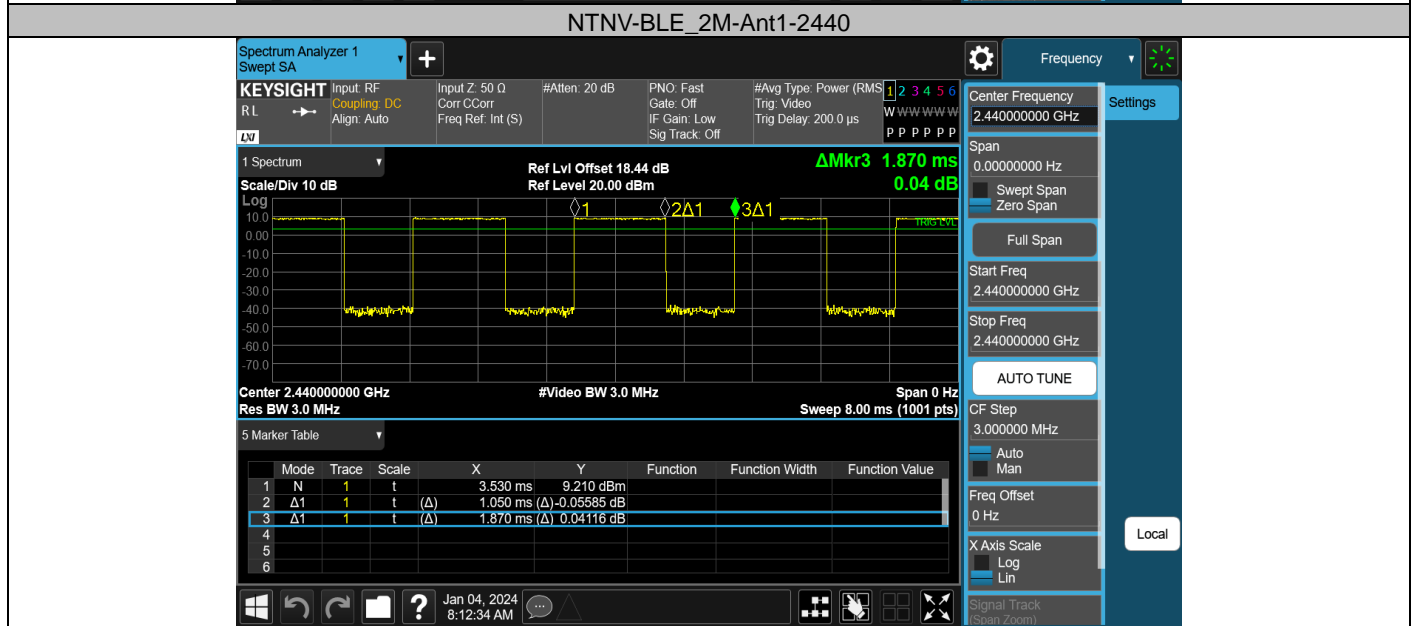 NTNV-BLE_2M-Ant1-2440
Spectrum Analyzer 1
Swept SA
+
Frequency
KEYSIGHT
RL
LXI
Input: RF
Coupling: DC
Align: Auto
Input Z: 50 Ω
Corr CCorr
Freq Ref: Int (S)
#Atten: 20 dB
PNO: Fast
Gate: Off
IF Gain: Low
Sig Track: Off
#Avg Type: Power (RMS
Trig: Video
Trig Delay: 200.0 µs
1 2 3 4 5 6
W W W W W W
P P P P P P
1 Spectrum
Scale/Div 10 dB
Log
Ref Lvl Offset 18.44 dB
Ref Level 20.00 dBm
ΔMkr3 1.870 ms
0.04 dB
10.0
0.00
-10.0
-20.0
-30.0
-40.0
-50.0
-60.0
-70.0
1
2Δ1
3Δ1
TRIG LVL
Center 2.440000000 GHz
#Video BW 3.0 MHz
Span 0 Hz
Res BW 3.0 MHz
Sweep 8.00 ms (1001 pts)
5 Marker Table
Mode Trace Scale X Y Function Function Width Function Value
1 N 1 t 3.530 ms 9.210 dBm
2 Δ1 1 t (Δ) 1.050 ms (Δ) -0.05585 dB
3 Δ1 1 t (Δ) 1.870 ms (Δ) 0.04116 dB
4
5
6
?
Jan 04, 2024
8:12:34 AM
Center Frequency
2.440000000 GHz
Span
0.00000000 Hz
Swept Span
Zero Span
Full Span
Start Freq
2.440000000 GHz
Stop Freq
2.440000000 GHz
AUTO TUNE
CF Step
3.000000 MHz
Auto
Man
Freq Offset
0 Hz
X Axis Scale
Log
Lin
Signal Track
(Span Zoom)
Settings
Local